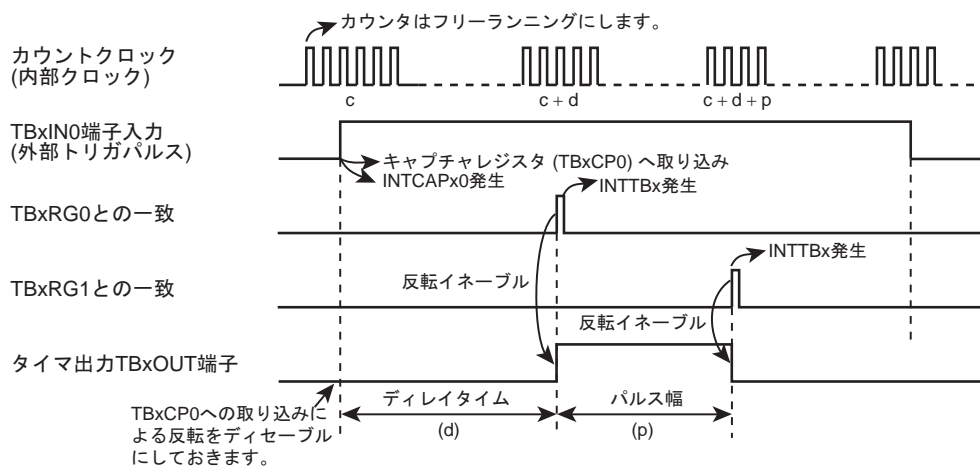 カウンタはフリーランニングにします。
カウントクロック
(内部クロック)
c
c + d
c + d + p
TBxIN0端子入力
(外部トリガパルス)
キャプチャレジスタ (TBxCP0) へ取り込み
INTCAPx0発生
INTTBx発生
TBxRG0との一致
INTTBx発生
反転イネーブル
TBxRG1との一致
反転イネーブル
タイマ出力TBxOUT端子
TBxCP0への取り込みに
よる反転をディセーブル
にしておきます。
ディレイタイム
(d)
パルス幅
(p)